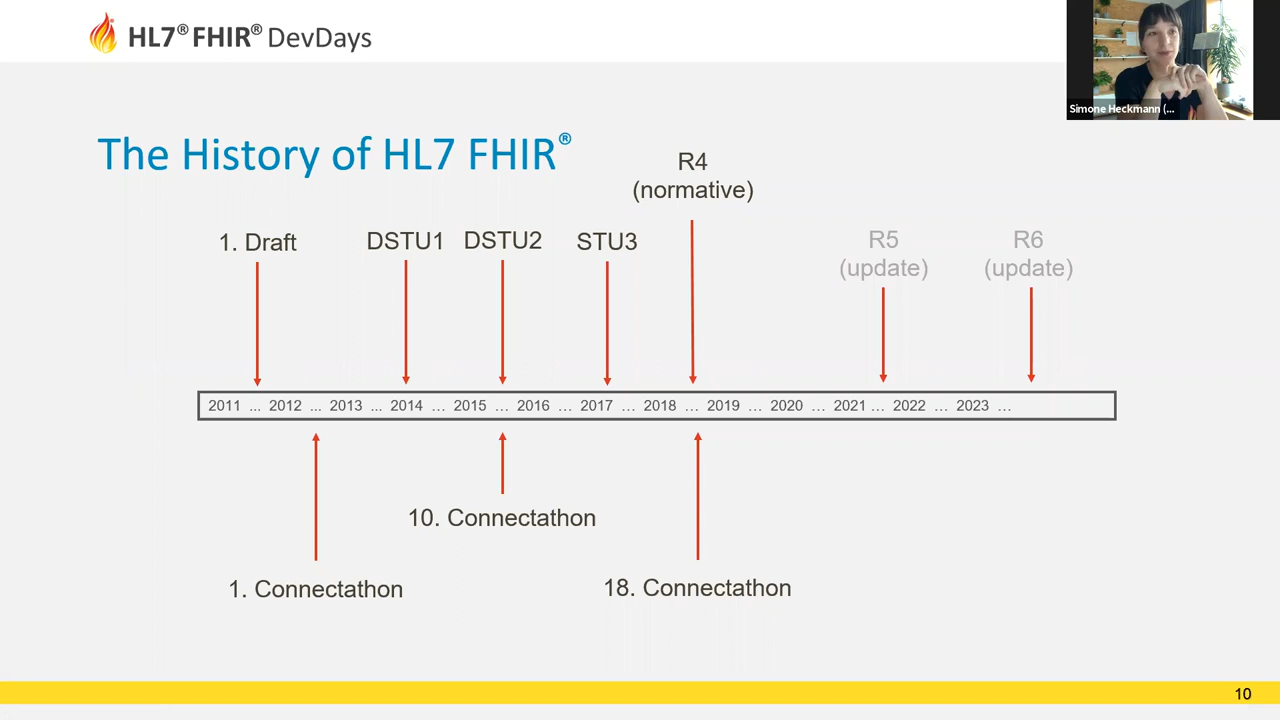 HL7® FHIR® DevDays
Simone Heckmann (...
The History of HL7 FHIR®
R4
(normative)
1. Draft
DSTU1
DSTU2
STU3
R5
(update)
R6
(update)
2011 ... 2012 ... 2013 ... 2014 ... 2015 ... 2016 ... 2017 ... 2018 ... 2019 ... 2020 ... 2021 ... 2022 ... 2023 ...
10. Connectathon
1. Connectathon
18. Connectathon
10